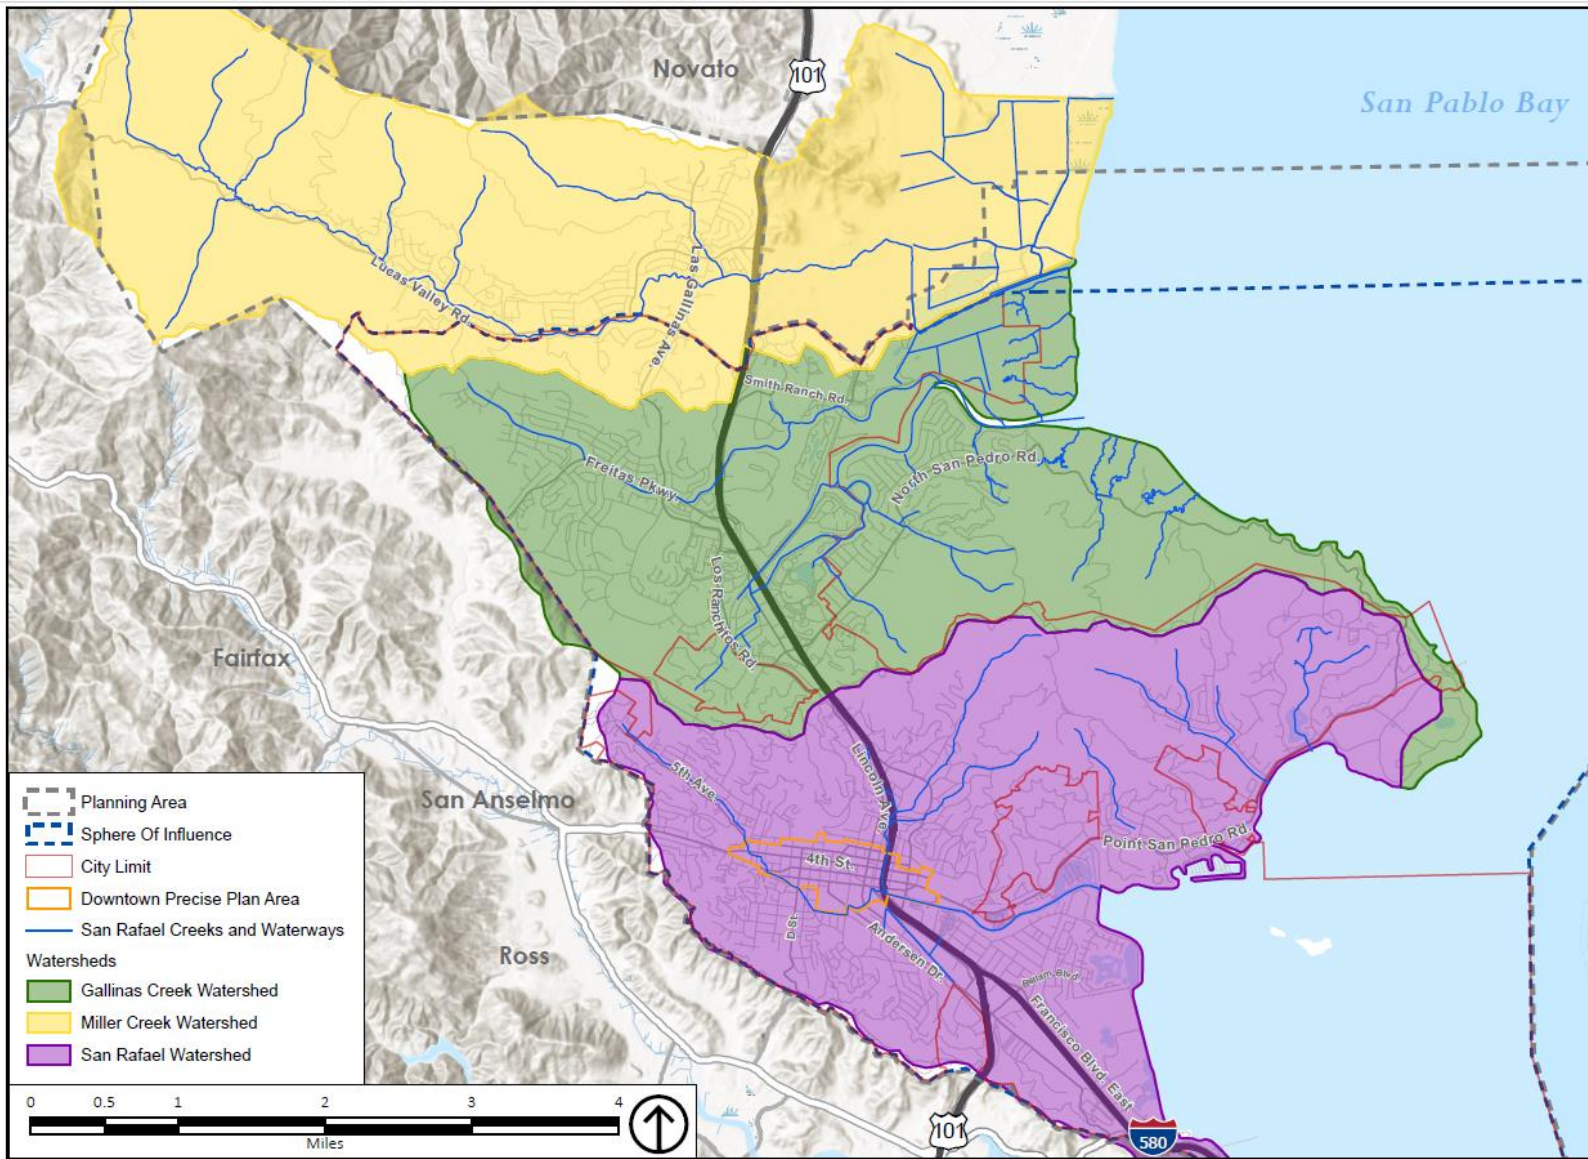 Novato
101
San Pablo Bay
Las Gallinas Ave.
Lucas Valley Rd.
Smith Ranch Rd.
Freitas Pkwy.
North San Pedro Rd.
Los Ranchitos Rd.
Fairfax
Lincoln Ave.
5th Ave.
San Anselmo
Point San Pedro Rd.
4th St.
D St.
Andersen Dr.
Ross
Bellam Blvd.
Francisco Blvd. East
101
580
Planning Area
Sphere Of Influence
City Limit
Downtown Precise Plan Area
San Rafael Creeks and Waterways
Watersheds
Gallinas Creek Watershed
Miller Creek Watershed
San Rafael Watershed
0 0.5 1 2 3 4
Miles